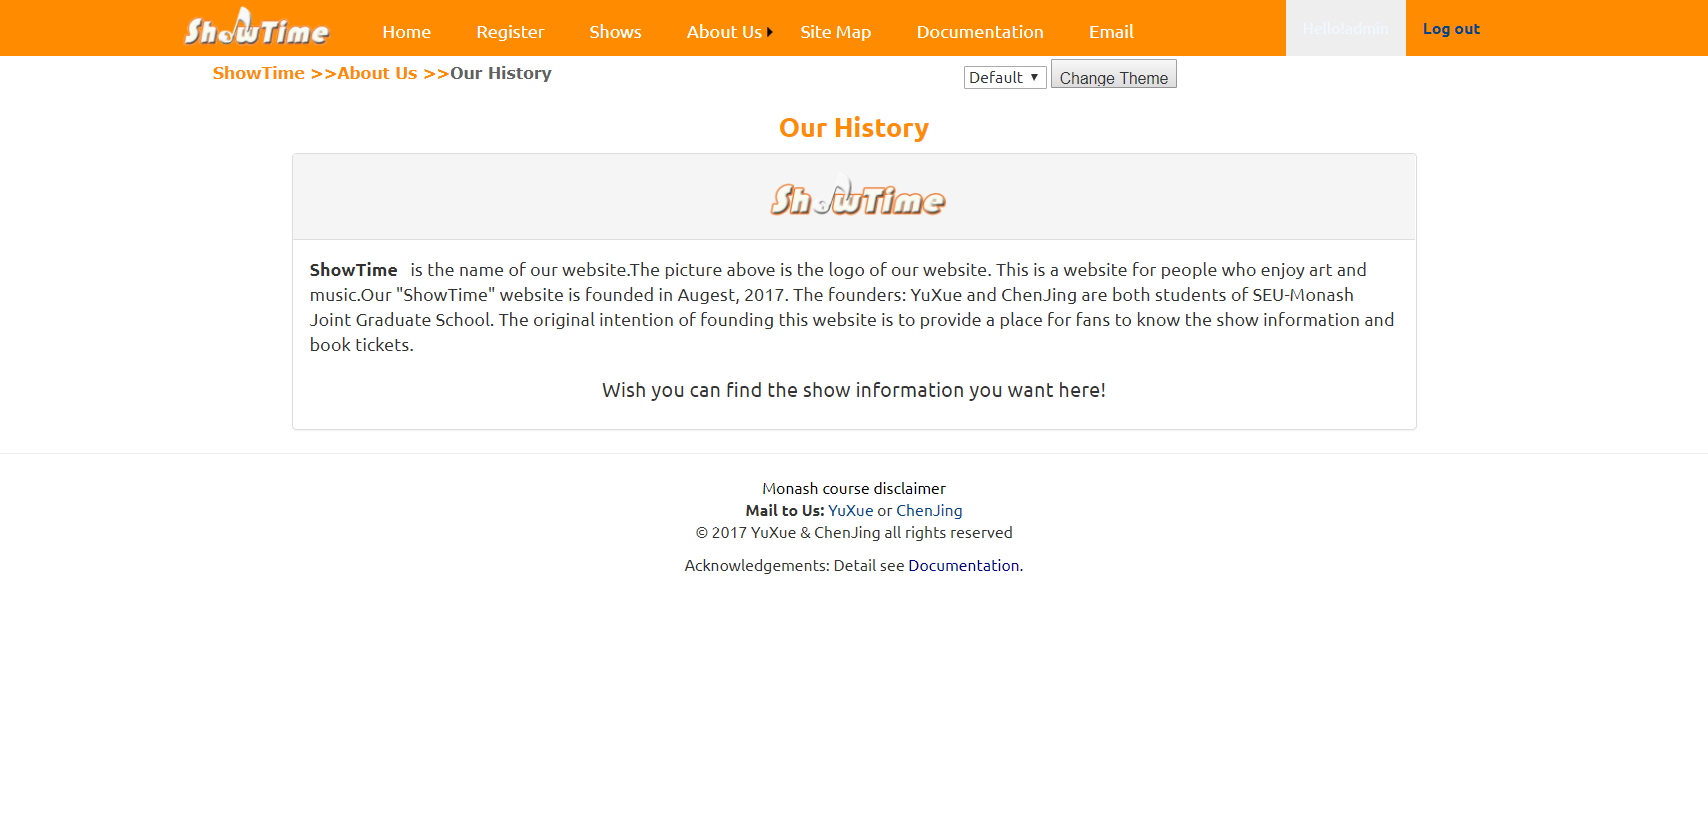 ShowTime Home Register Shows About Us Site Map Documentation Email Hello!admin Log out
ShowTime >>About Us >>Our History Default Change Theme
Our History
ShowTime
ShowTime is the name of our website.The picture above is the logo of our website. This is a website for people who enjoy art and
music.Our "ShowTime" website is founded in Augest, 2017. The founders: YuXue and ChenJing are both students of SEU-Monash
Joint Graduate School. The original intention of founding this website is to provide a place for fans to know the show information and
book tickets.
Wish you can find the show information you want here!
Monash course disclaimer
Mail to Us: YuXue or ChenJing
© 2017 YuXue & ChenJing all rights reserved
Acknowledgements: Detail see Documentation.